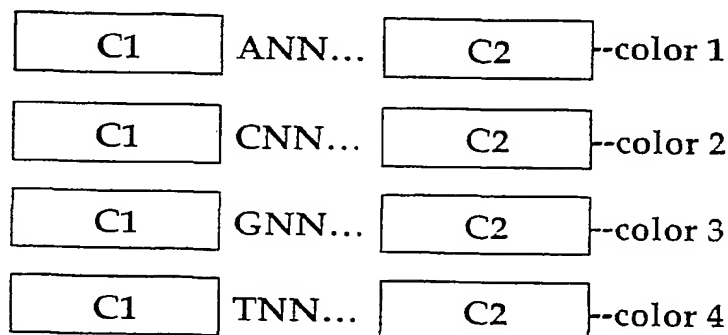 C1 ANN... C2 --color 1
C1 CNN... C2 --color 2
C1 GNN... C2 --color 3
C1 TNN... C2 --color 4